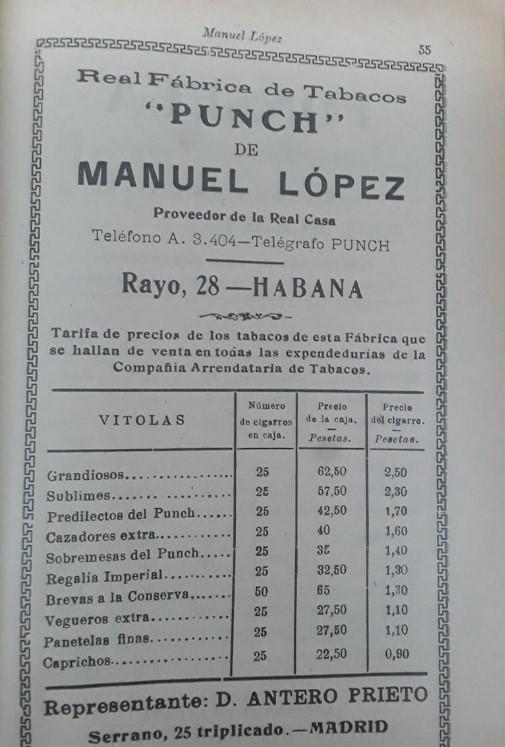 Manuel López
55
Real Fábrica de Tabacos
"PUNCH"
DE
MANUEL LÓPEZ
Proveedor de la Real Casa
Teléfono A. 3.404—Telégrafo PUNCH
Rayo, 28—HABANA
Tarifa de precios de los tabacos de esta Fábrica que
se hallan de venta en todas las expendedurías de la
Compañia Arrendataria de Tabacos.
VITOLAS
Número
de cigarros
en caja.
Precio
de la caja.
—
Pesetas.
Precio
del cigarro.
—
Pesetas.
Grandiosos................. 25 62,50 2,50
Sublimes.................... 25 57,50 2,30
Predilectos del Punch...... 25 42,50 1,70
Cazadores extra............. 25 40 1,60
Sobremesas del Punch..... 25 35 1,40
Regalía Imperial........... 25 32,50 1,30
Brevas a la Conserva....... 50 65 1,30
Vegueros extra............. 25 27,50 1,10
Panetelas finas............. 25 27,50 1,10
Caprichos................... 25 22,50 0,90
Representante: D. ANTERO PRIETO
Serrano, 25 triplicado.—MADRID